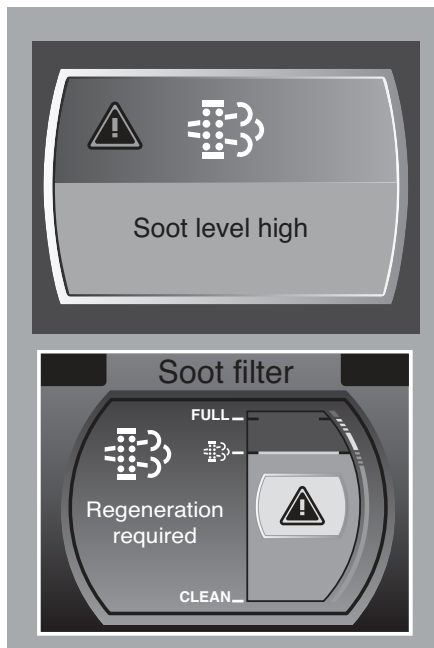 Soot level high
Soot filter
FULL
Regeneration
required
CLEAN